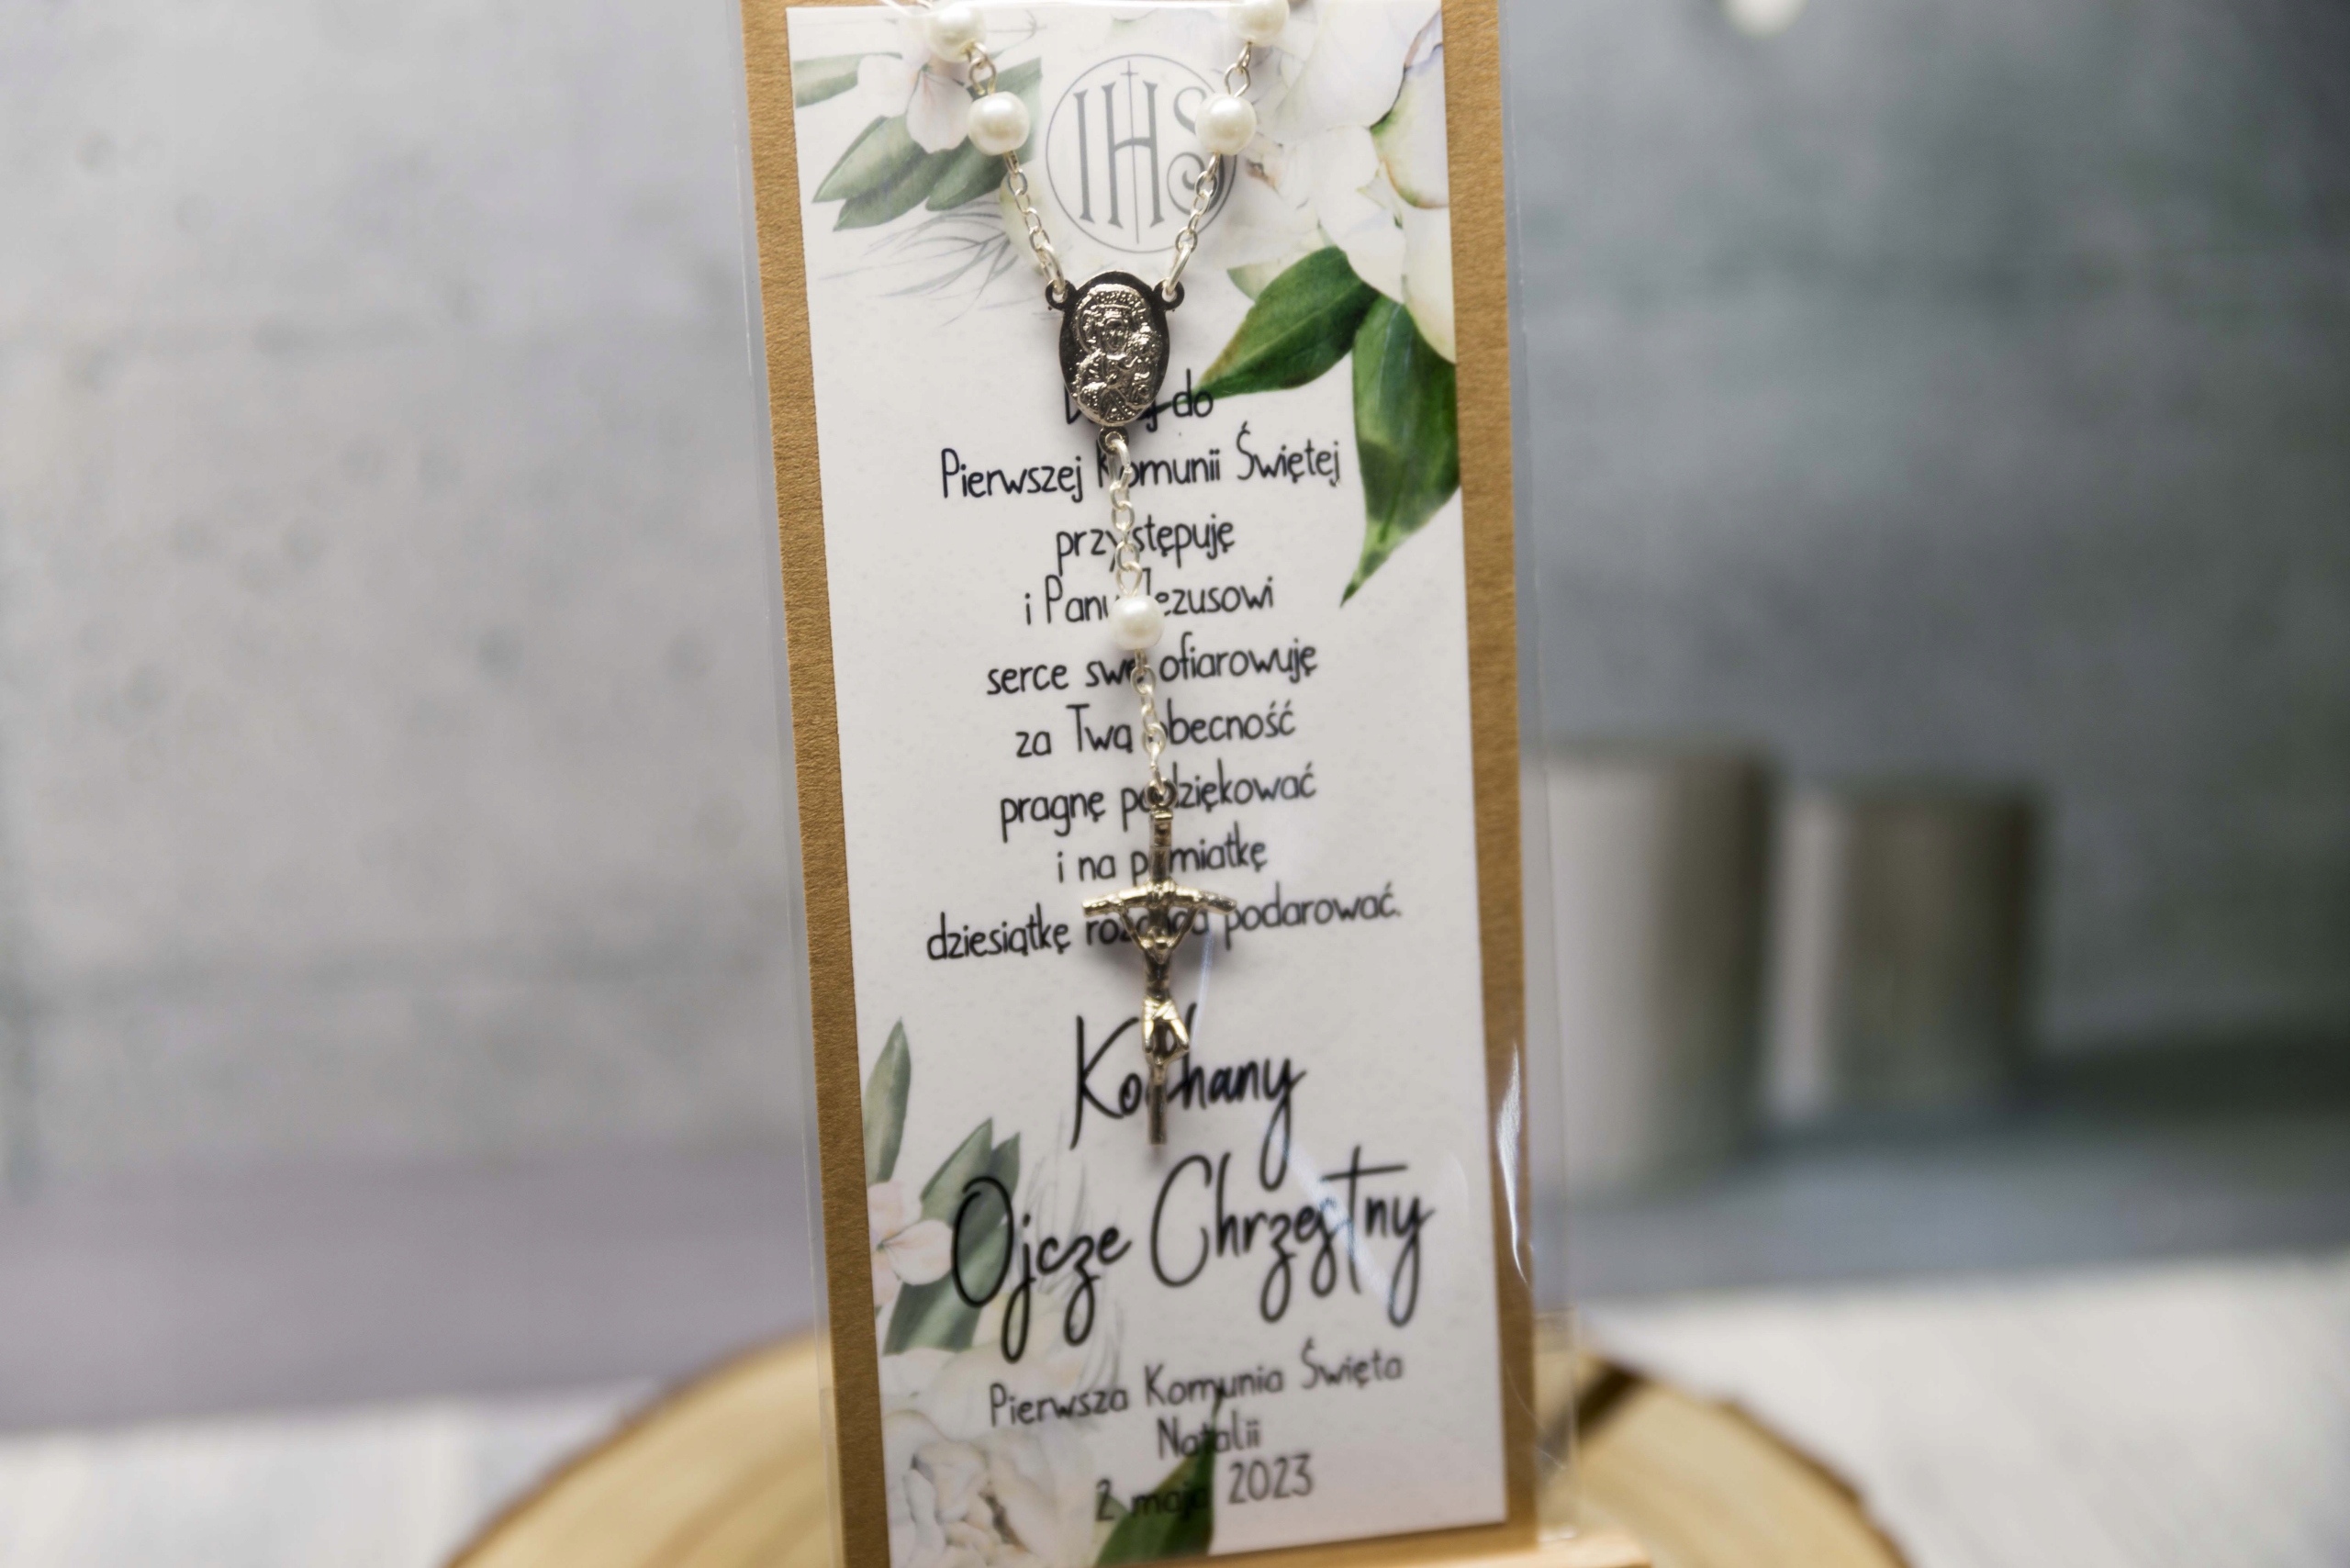 IHS
do
Pierwszej Komunii Świętej
przystępuję
i Panu Jezusowi
serce swe ofiarowuję
za Twą obecność
pragnę podziękować
i na pamiątkę
dziesiątkę różańca podarować.
Kochany
Ojcze Chrzestny
Pierwsza Komunia Święta
Natalii
2 maja 2023